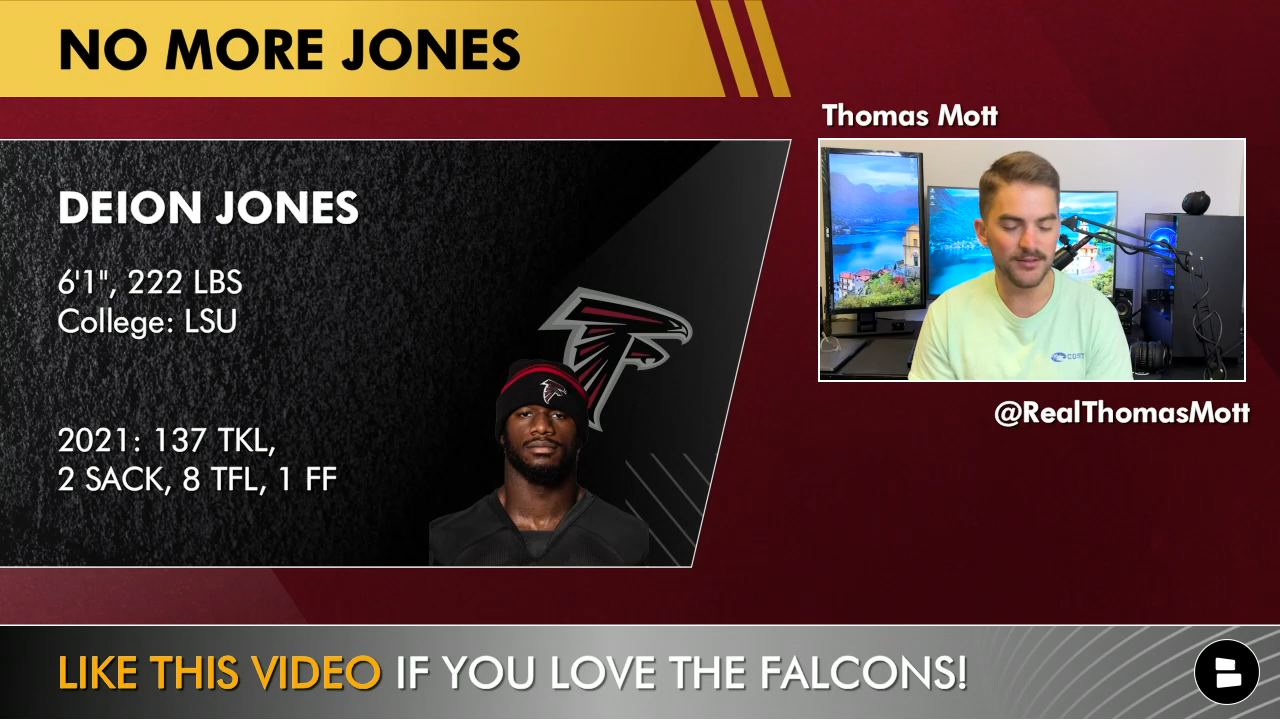 NO MORE JONES
Thomas Mott
DEION JONES
6'1", 222 LBS
College: LSU
2021: 137 TKL,
2 SACK, 8 TFL, 1 FF
@RealThomasMott
LIKE THIS VIDEO IF YOU LOVE THE FALCONS!